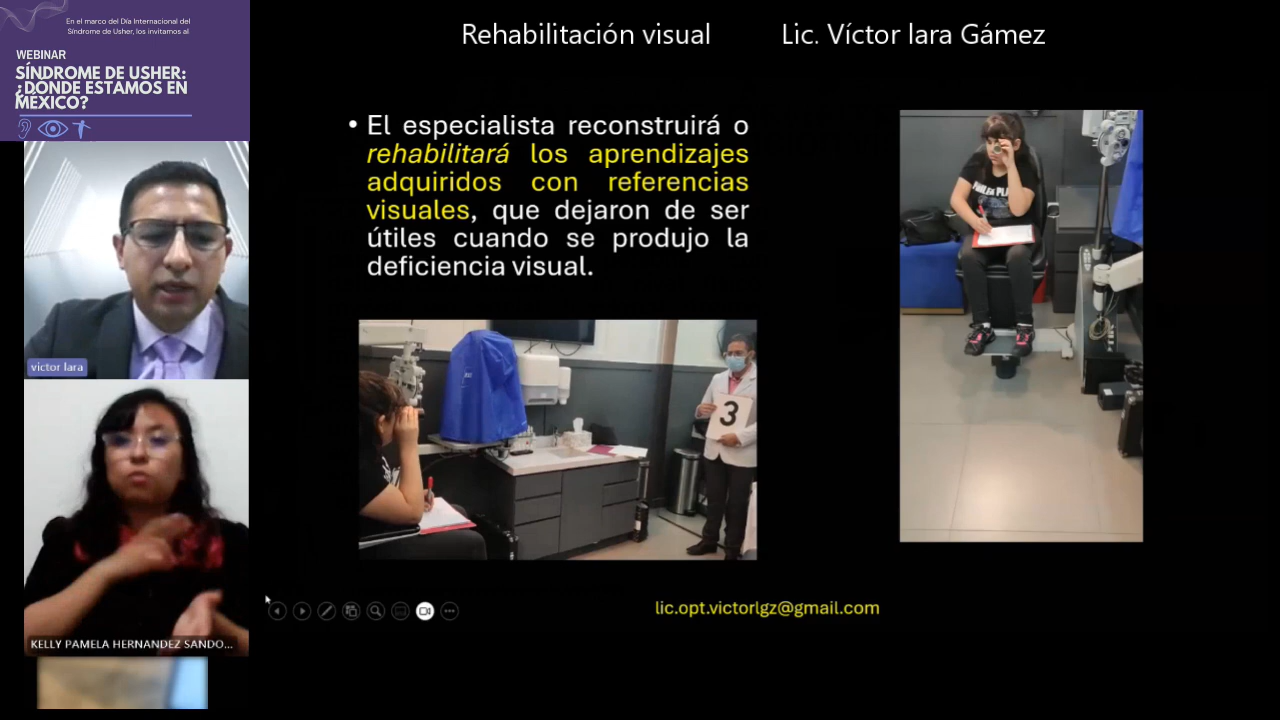 En el marco del Día Internacional del
Síndrome de Usher, los invitamos al
WEBINAR
SÍNDROME DE USHER:
¿DÓNDE ESTAMOS EN
MÉXICO?
victor lara
KELLY PAMELA HERNANDEZ SANDO...
Rehabilitación visual Lic. Víctor lara Gámez
• El especialista reconstruirá o
rehabilitará los aprendizajes
adquiridos con referencias
visuales, que dejaron de ser
útiles cuando se produjo la
deficiencia visual.
3
lic.opt.victorlgz@gmail.com